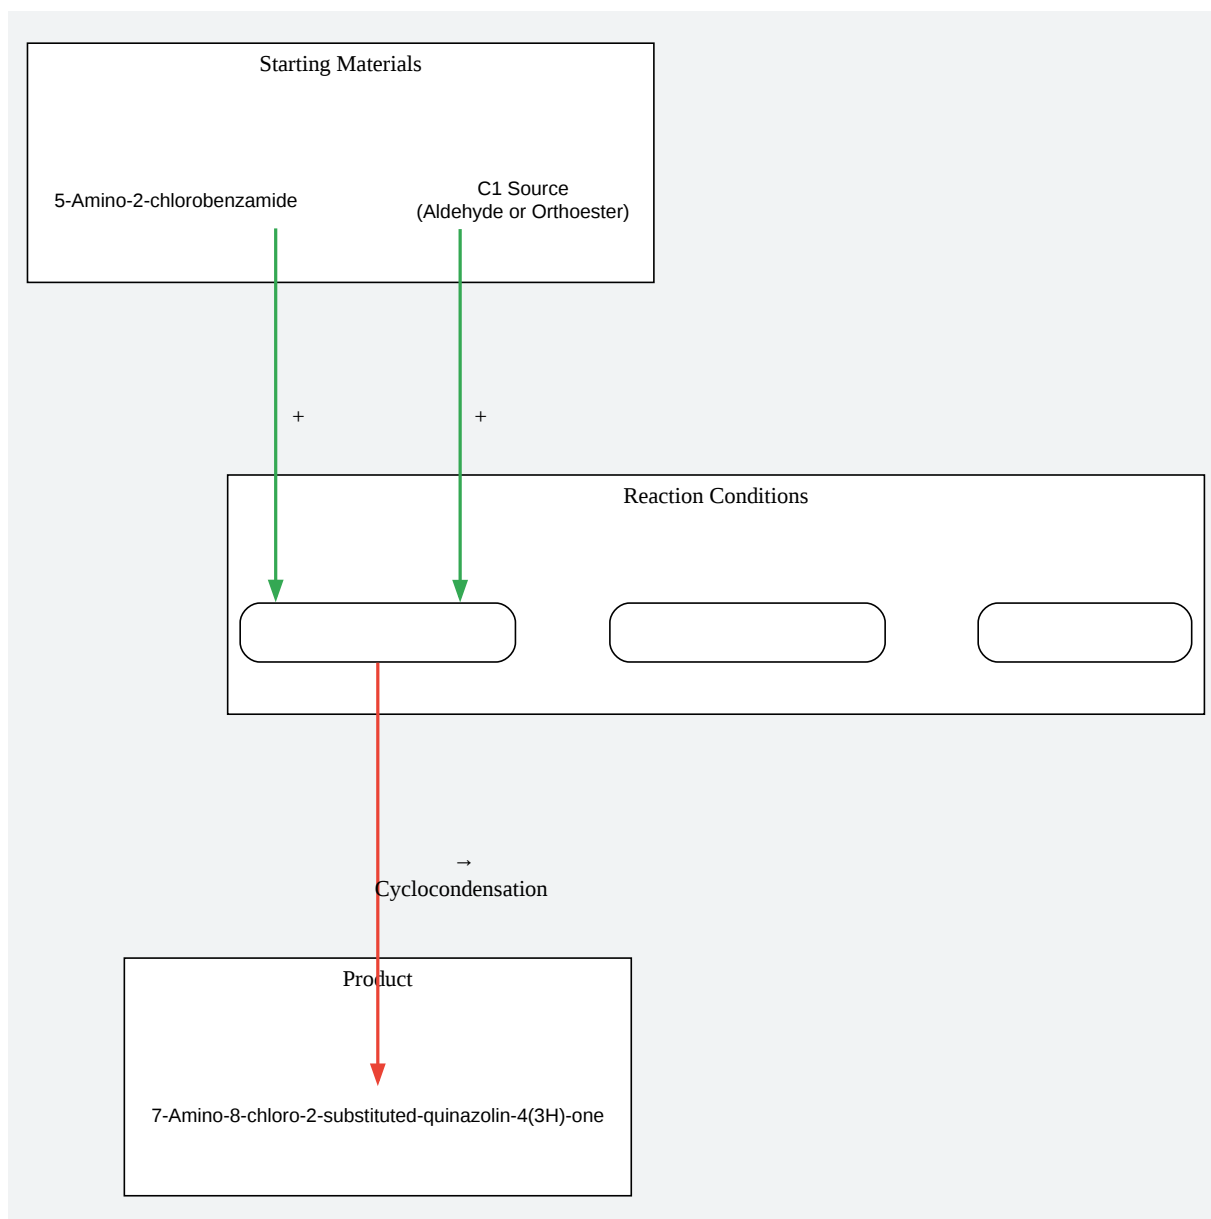 Starting Materials
5-Amino-2-chlorobenzamide
C1 Source
(Aldehyde or Orthoester)
+
+
Reaction Conditions
→
Cyclocondensation
Product
7-Amino-8-chloro-2-substituted-quinazolin-4(3H)-one